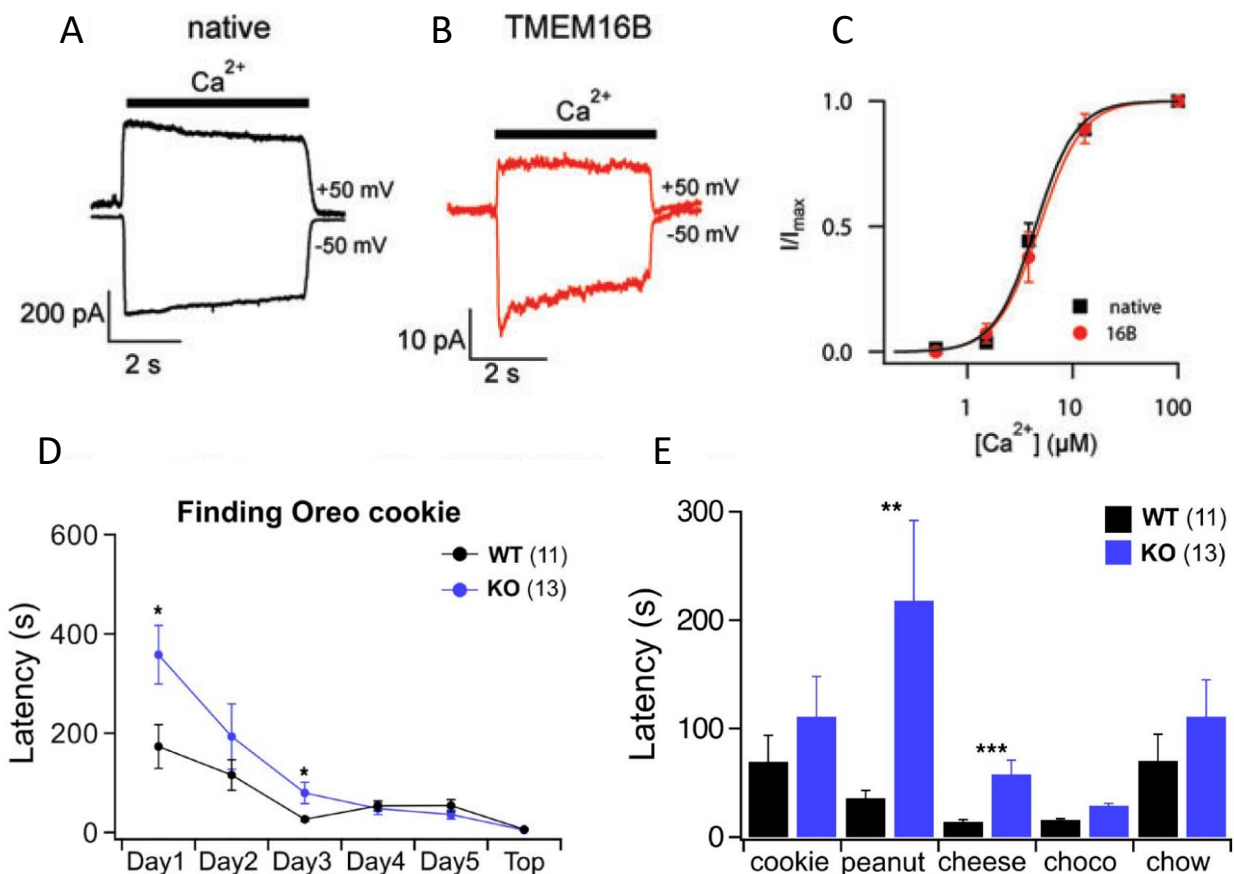 A
native
Ca2+
+50 mV
-50 mV
200 pA
2 s
B
TMEM16B
Ca2+
+50 mV
-50 mV
10 pA
2 s
C
1.0
0.5
0.0
I/Imax
native
16B
1 10 100
[Ca2+] (µM)
D
Finding Oreo cookie
600
400
200
0
Latency (s)
WT (11)
KO (13)
*
*
Day1 Day2 Day3 Day4 Day5 Top
E
300
200
100
0
Latency (s)
WT (11)
KO (13)
**
***
cookie peanut cheese choco chow